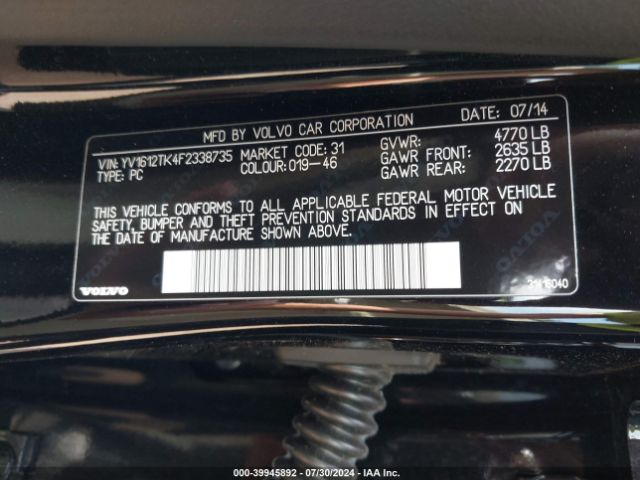 MFD BY VOLVO CAR CORPORATION DATE: 07/14
VIN: YV1612TK4F2338735 MARKET CODE: 31 GVWR: 4770 LB
TYPE: PC COLOUR: 019-46 GAWR FRONT: 2635 LB
GAWR REAR: 2270 LB
THIS VEHICLE CONFORMS TO ALL APPLICABLE FEDERAL MOTOR VEHICLE
SAFETY, BUMPER AND THEFT PREVENTION STANDARDS IN EFFECT ON
THE DATE OF MANUFACTURE SHOWN ABOVE.
VOLVO
000-39945892 | 07/30/2024 | IAA Inc.